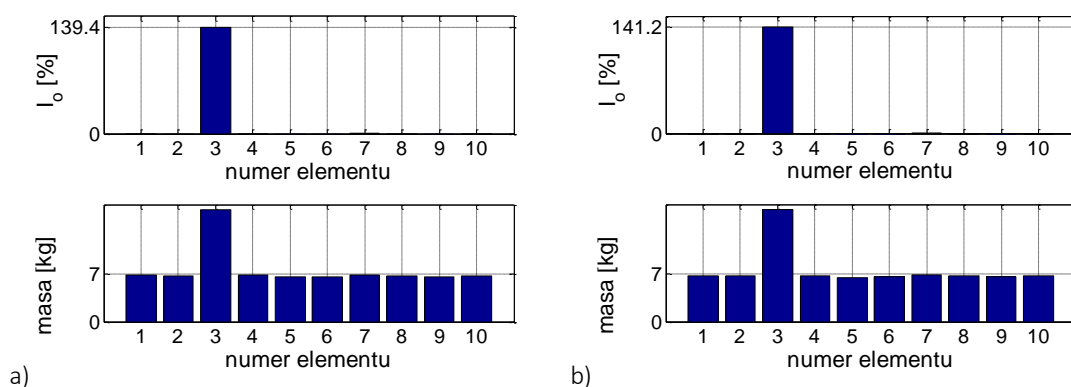 139.4
I_o [%]
0
1 2 3 4 5 6 7 8 9 10
numer elementu
7
masa [kg]
0
1 2 3 4 5 6 7 8 9 10
numer elementu
a)
141.2
I_o [%]
0
1 2 3 4 5 6 7 8 9 10
numer elementu
7
masa [kg]
0
1 2 3 4 5 6 7 8 9 10
numer elementu
b)